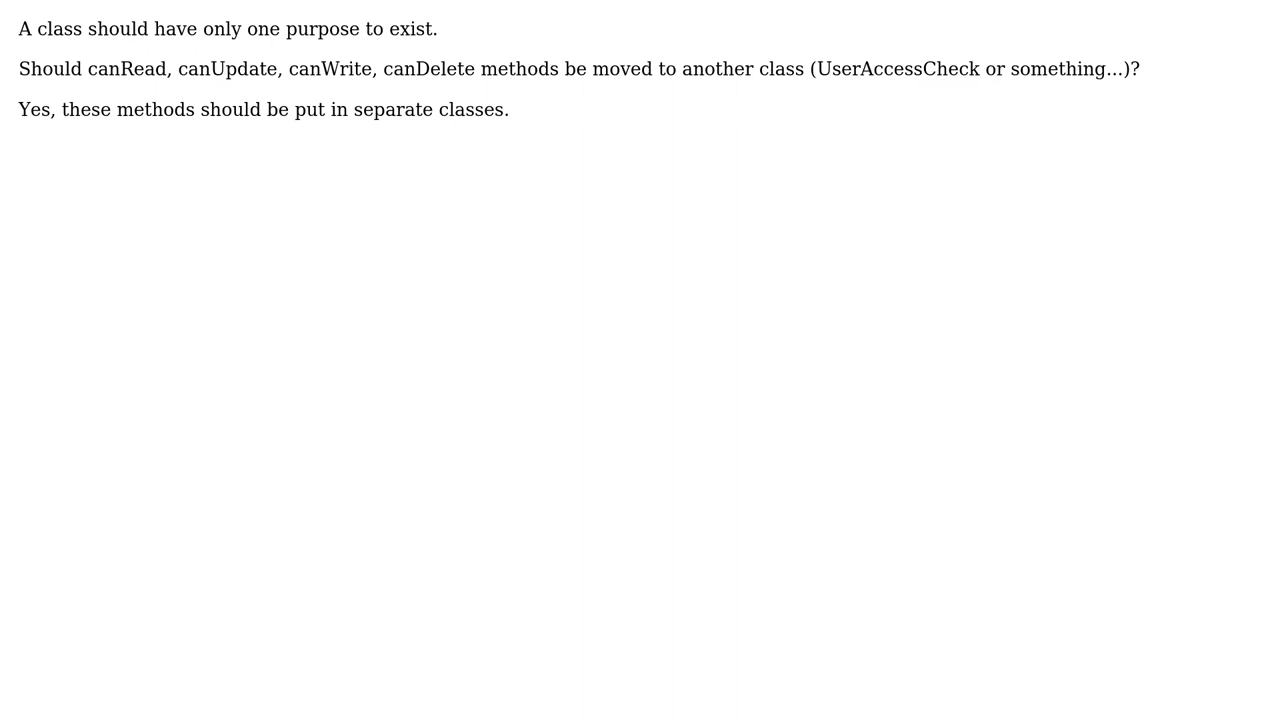 A class should have only one purpose to exist.
Should canRead, canUpdate, canWrite, canDelete methods be moved to another class (UserAccessCheck or something...)?
Yes, these methods should be put in separate classes.